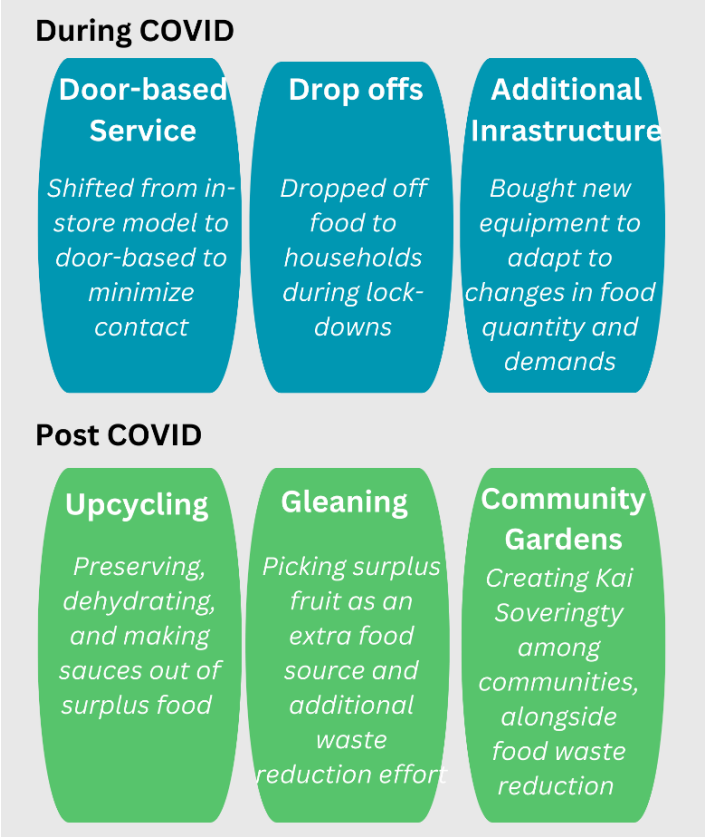 During COVID
Door-based
Service
Shifted from in-
store model to
door-based to
minimize
contact
Drop offs
Dropped off
food to
households
during lock-
downs
Additional
Inrastructure
Bought new
equipment to
adapt to
changes in food
quantity and
demands
Post COVID
Upcycling
Preserving,
dehydrating,
and making
sauces out of
surplus food
Gleaning
Picking surplus
fruit as an
extra food
source and
additional
waste
reduction effort
Community
Gardens
Creating Kai
Soveringty
among
communities,
alongside
food waste
reduction